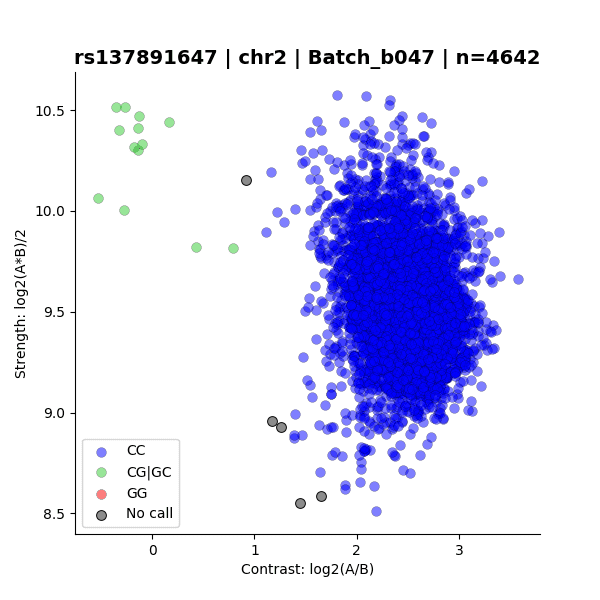 rs137891647 | chr2 | Batch_b047 | n=4642
Strength: log2(A*B)/2
10.5
10.0
9.5
9.0
8.5
CC
CG|GC
GG
No call
0 1 2 3
Contrast: log2(A/B)